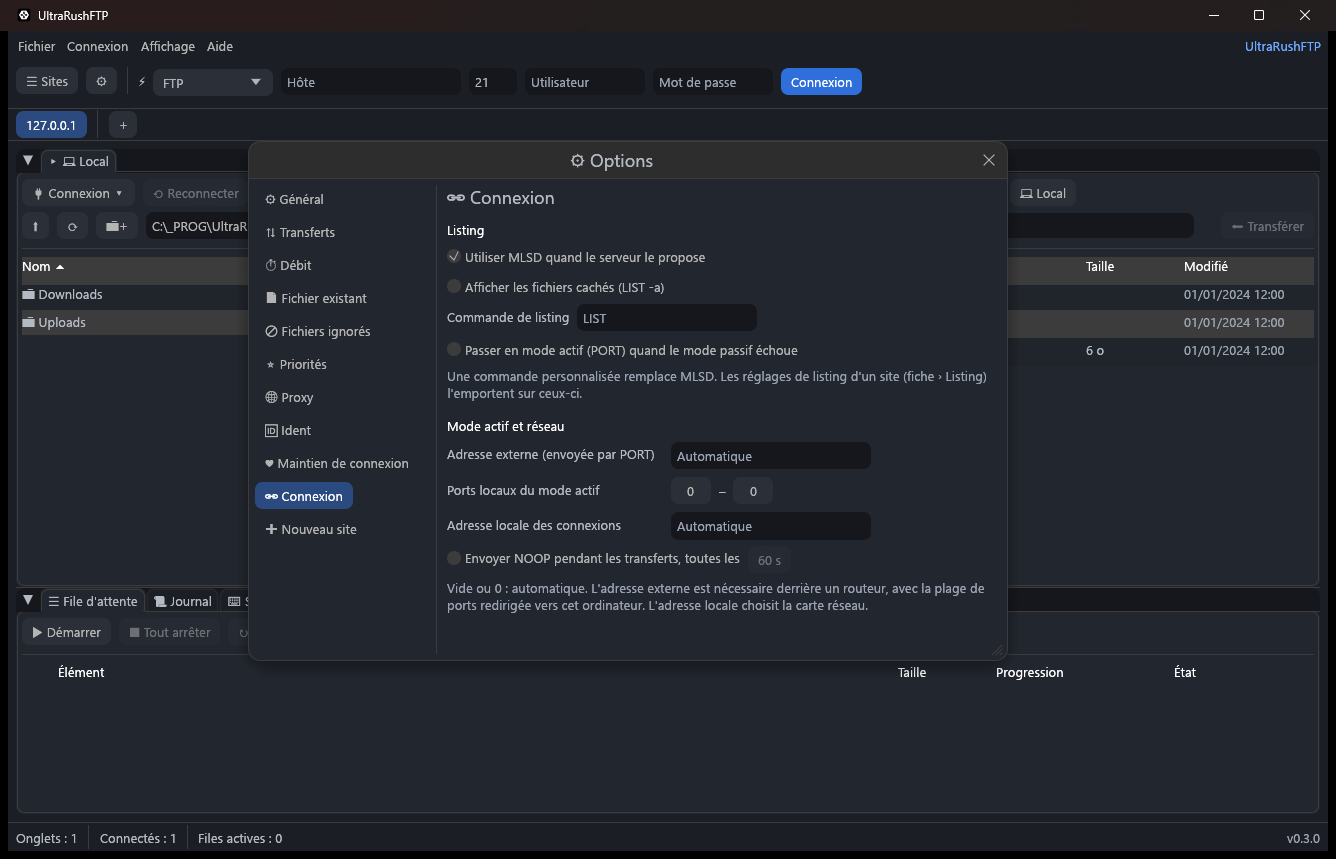 UltraRushFTP
Fichier Connexion Affichage Aide UltraRushFTP
Sites FTP Hôte 21 Utilisateur Mot de passe Connexion
127.0.0.1 +
Local
Connexion Reconnecter
C:\_PROG\UltraR
Nom
Downloads
Uploads
Options
Général
Transferts
Débit
Fichier existant
Fichiers ignorés
Priorités
Proxy
Ident
Maintien de connexion
Connexion
Nouveau site
Connexion
Listing
Utiliser MLSD quand le serveur le propose
Afficher les fichiers cachés (LIST -a)
Commande de listing LIST
Passer en mode actif (PORT) quand le mode passif échoue
Une commande personnalisée remplace MLSD. Les réglages de listing d'un site (fiche › Listing)
l'emportent sur ceux-ci.
Mode actif et réseau
Adresse externe (envoyée par PORT) Automatique
Ports locaux du mode actif 0 – 0
Adresse locale des connexions Automatique
Envoyer NOOP pendant les transferts, toutes les 60 s
Vide ou 0 : automatique. L'adresse externe est nécessaire derrière un routeur, avec la plage de
ports redirigée vers cet ordinateur. L'adresse locale choisit la carte réseau.
Local
Transférer
Taille Modifié
01/01/2024 12:00
01/01/2024 12:00
6 o 01/01/2024 12:00
File d'attente Journal S
Démarrer Tout arrêter
Élément Taille Progression État
Onglets : 1 Connectés : 1 Files actives : 0 v0.3.0